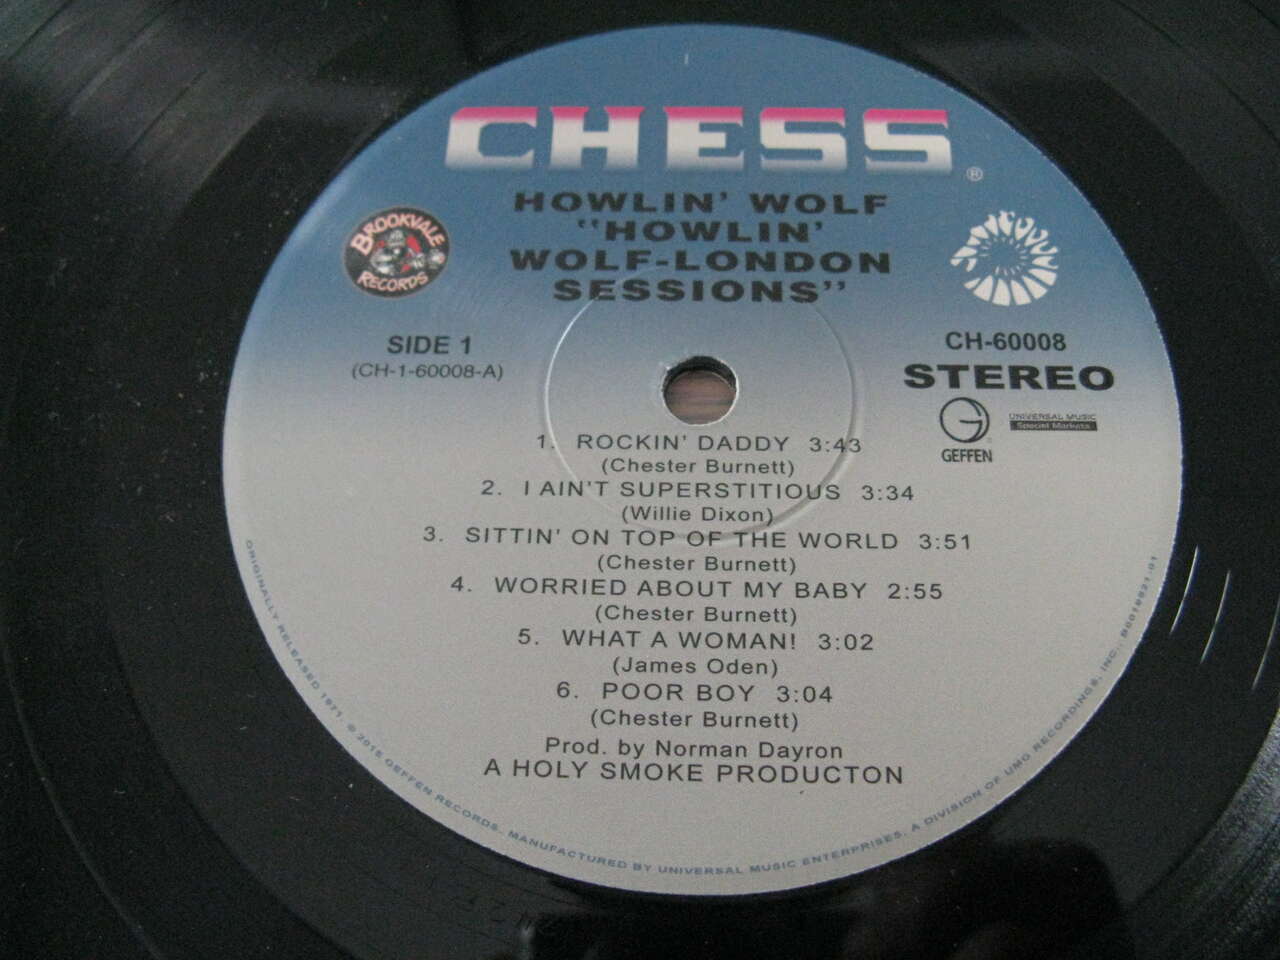 CHESS
®
HOWLIN' WOLF
"HOWLIN'
WOLF-LONDON
SESSIONS"
BROOKVALE
RECORDS
SIDE 1
(CH-1-60008-A)
CH-60008
STEREO
GEFFEN
UNIVERSAL MUSIC
Special Markets
1. ROCKIN' DADDY 3:43
(Chester Burnett)
2. I AIN'T SUPERSTITIOUS 3:34
(Willie Dixon)
3. SITTIN' ON TOP OF THE WORLD 3:51
(Chester Burnett)
4. WORRIED ABOUT MY BABY 2:55
(Chester Burnett)
5. WHAT A WOMAN! 3:02
(James Oden)
6. POOR BOY 3:04
(Chester Burnett)
Prod. by Norman Dayron
A HOLY SMOKE PRODUCTON
ORIGINALLY RELEASED 1971. GEFFEN RECORDS, MANUFACTURED BY UNIVERSAL MUSIC ENTERPRISES, A DIVISION OF UMG RECORDINGS, INC.,